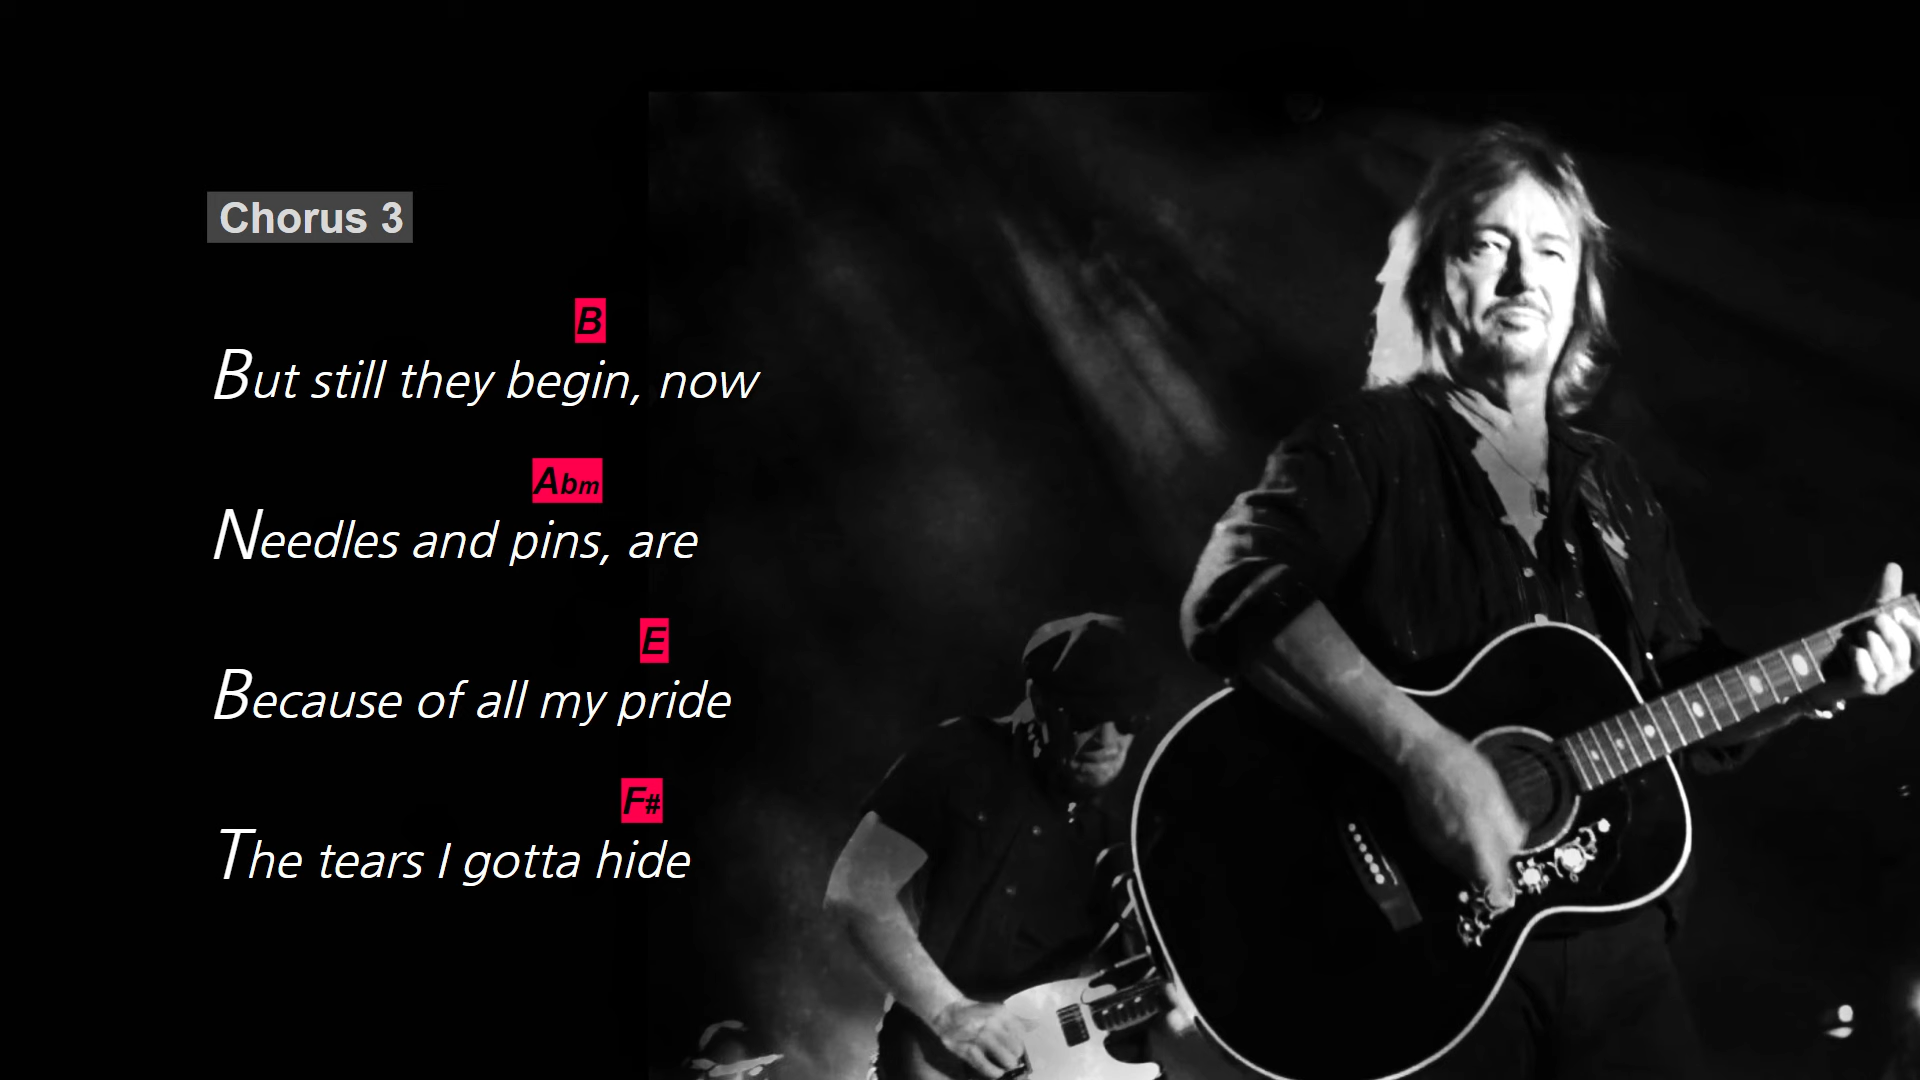 Chorus 3
B
But still they begin, now
Abm
Needles and pins, are
E
Because of all my pride
F#
The tears I gotta hide